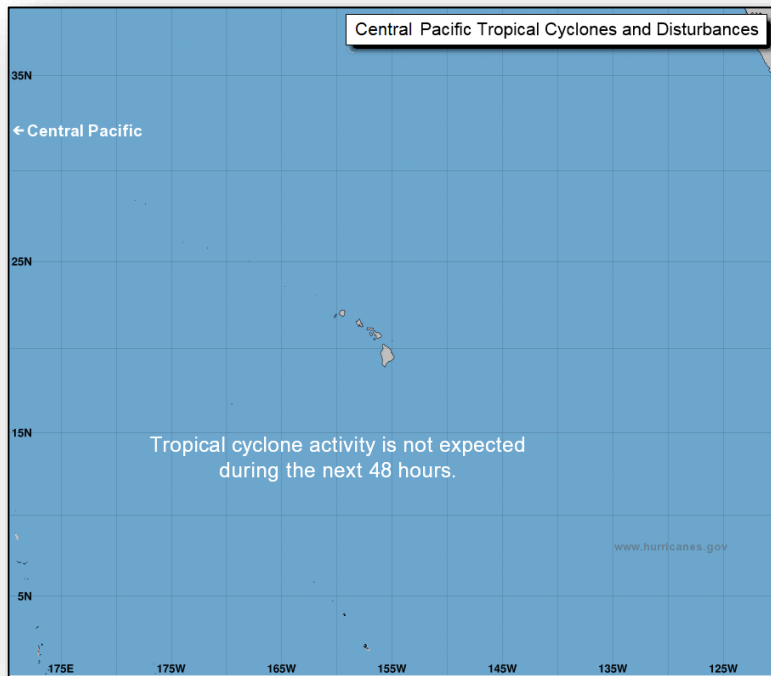 Central Pacific Tropical Cyclones and Disturbances
35N
←Central Pacific
25N
15N
Tropical cyclone activity is not expected
during the next 48 hours.
www.hurricanes.gov
5N
175E 175W 165W 155W 145W 135W 125W